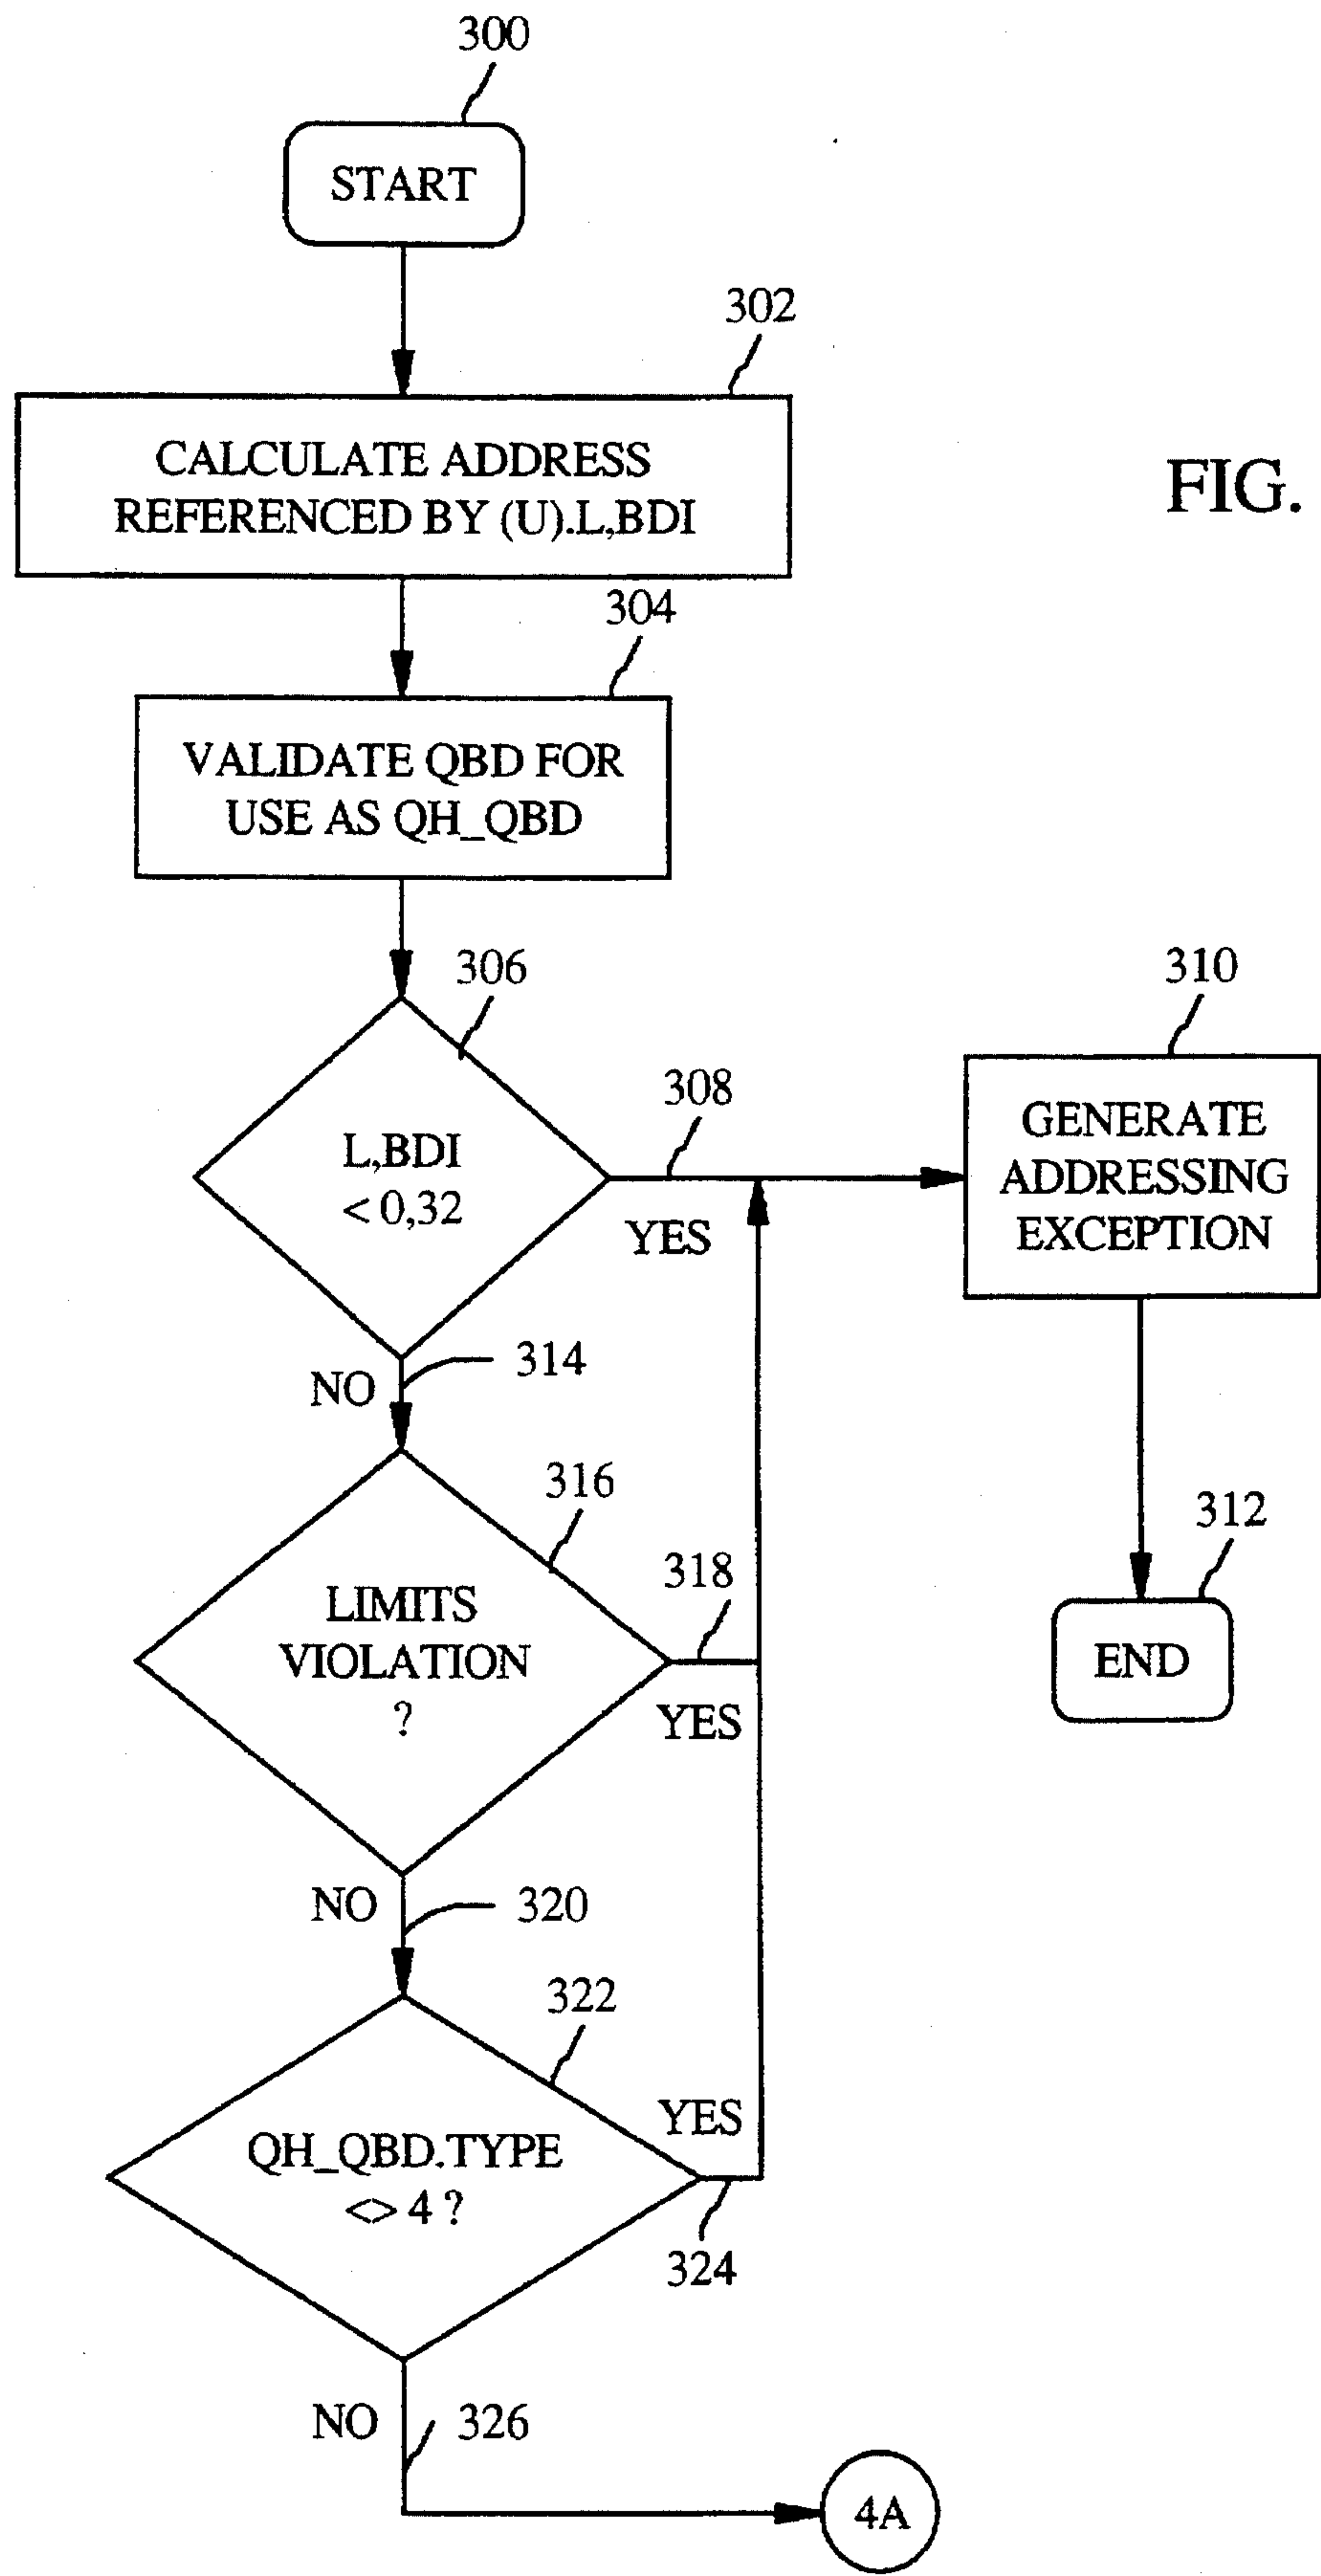 300
START
302
CALCULATE ADDRESS
REFERENCED BY (U).L,BDI
FIG.
304
VALIDATE QBD FOR
USE AS QH_QBD
306
310
308
L,BDI
< 0,32
YES
GENERATE
ADDRESSING
EXCEPTION
NO
314
316
312
318
LIMITS
VIOLATION
?
YES
END
NO
320
322
YES
QH_QBD.TYPE
<> 4 ?
324
NO
326
4A